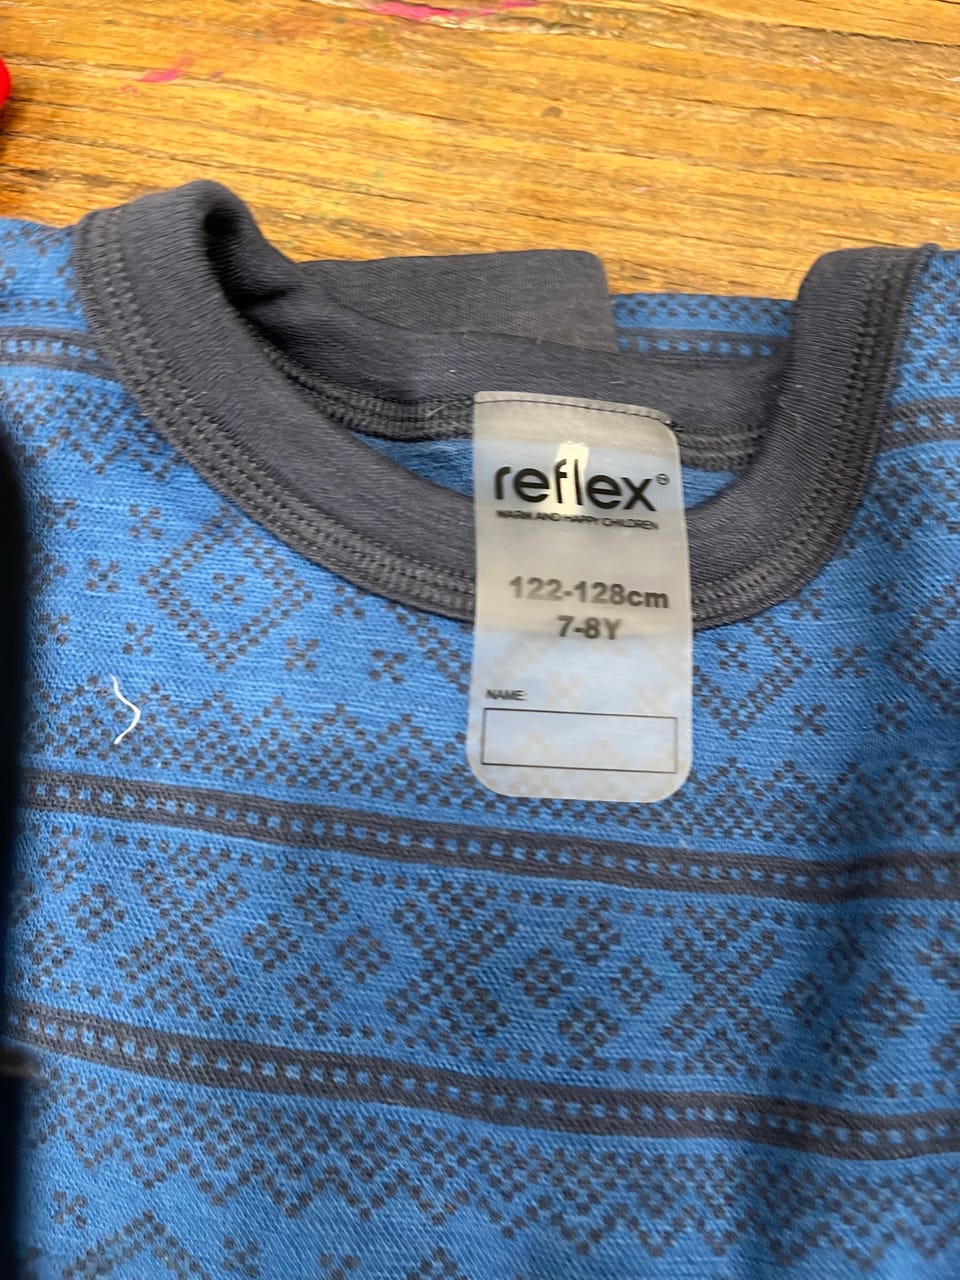 reflex
WARM AND HAPPY CHILDREN
122-128cm
7-8Y
NAME: